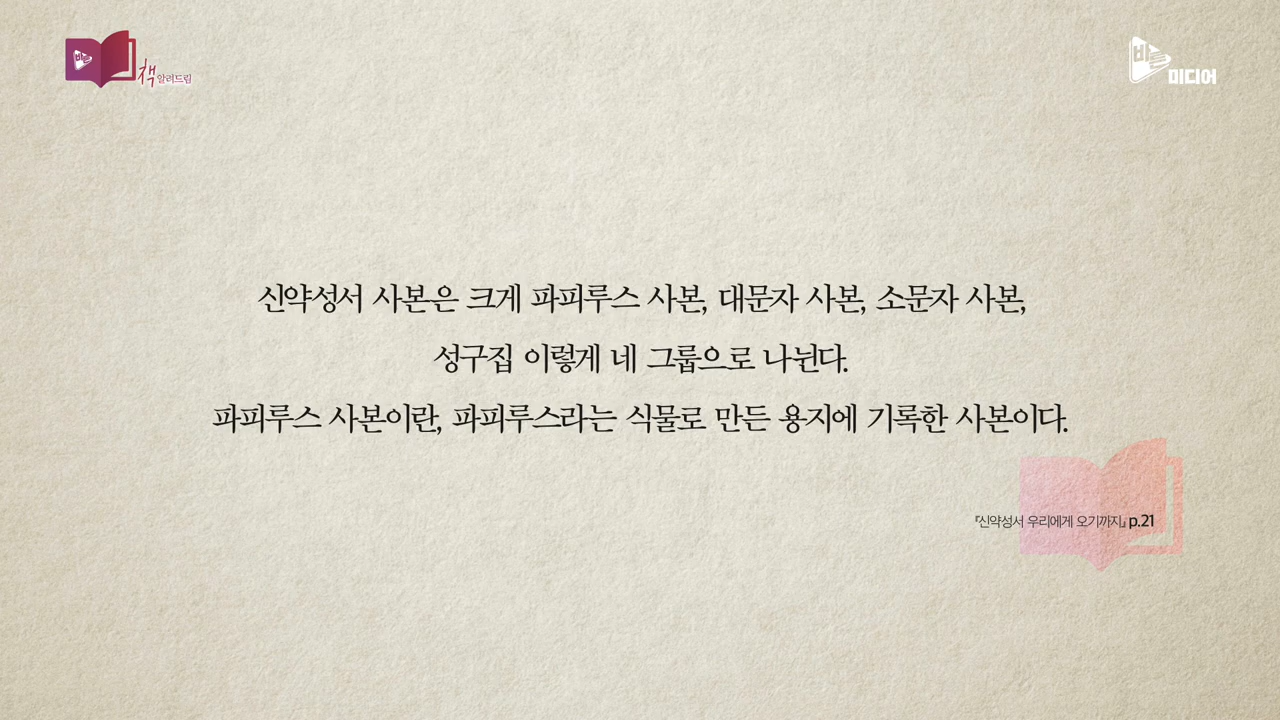 책 알려드림
바른
미디어
신약성서 사본은 크게 파피루스 사본, 대문자 사본, 소문자 사본,
성구집 이렇게 네 그룹으로 나뉜다.
파피루스 사본이란, 파피루스라는 식물로 만든 용지에 기록한 사본이다.
『신약성서 우리에게 오기까지』 p.21